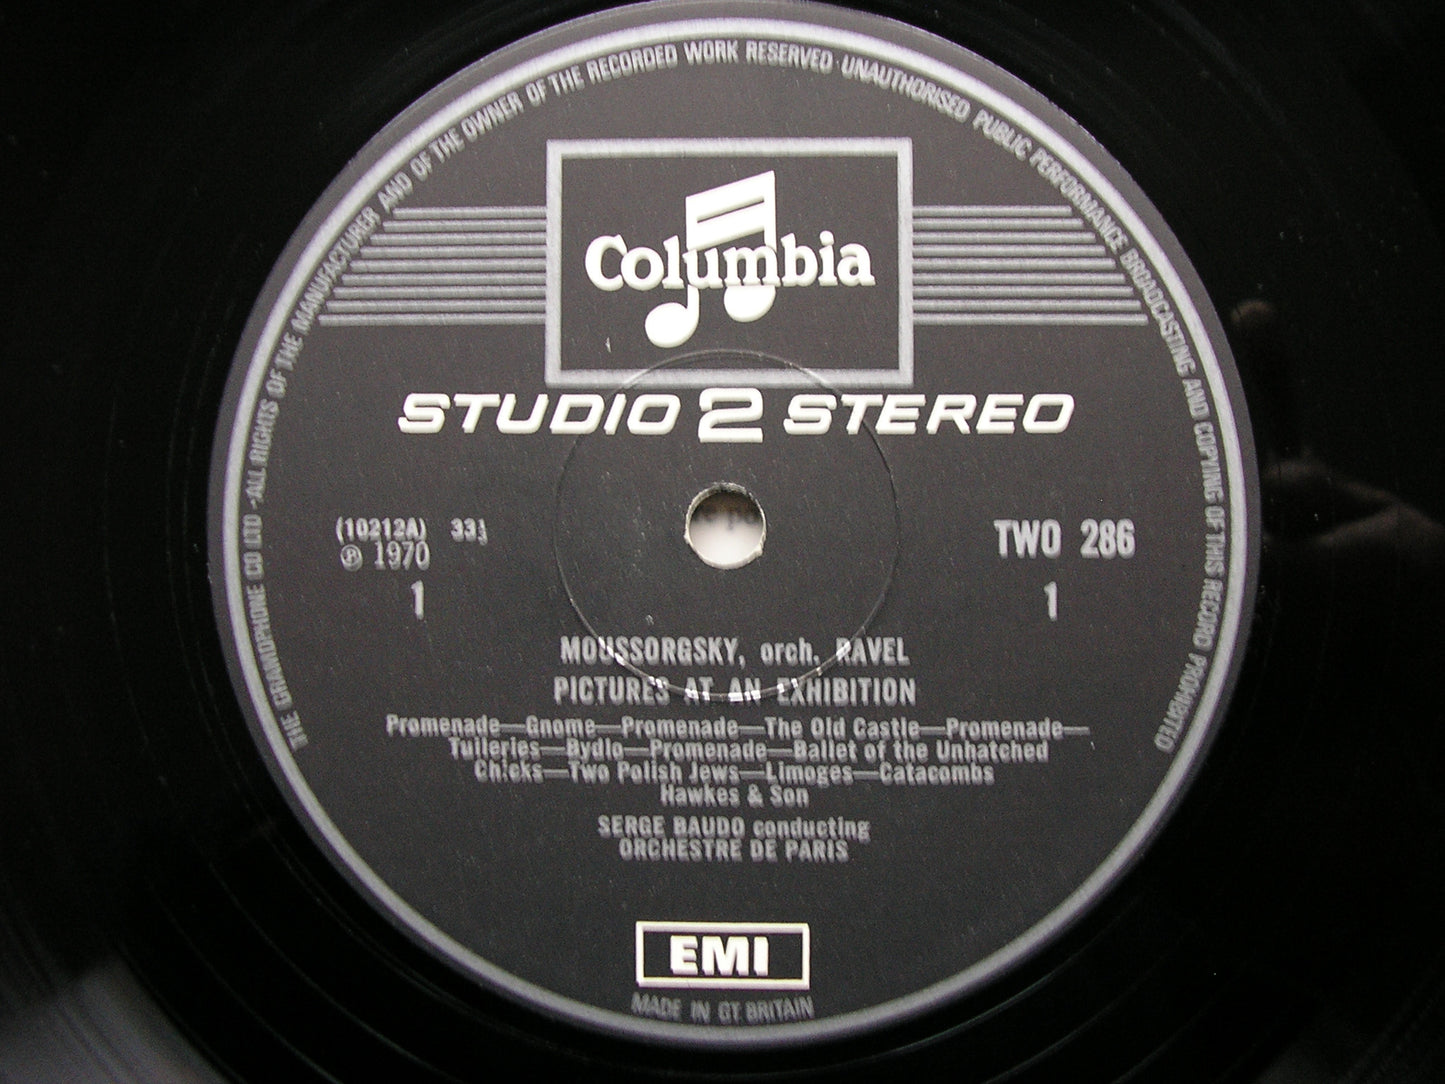 THE GRAMOPHONE CO LTD - ALL RIGHTS OF THE MANUFACTURER AND OF THE OWNER OF THE RECORDED WORK RESERVED · UNAUTHORISED PUBLIC PERFORMANCE BROADCASTING AND COPYING OF THIS RECORD PROHIBITED
Columbia
STUDIO 2 STEREO
(10212A) 33⅓ TWO 286
Ⓟ 1970
1 1
MOUSSORGSKY, orch. RAVEL
PICTURES AT AN EXHIBITION
Promenade—Gnome—Promenade—The Old Castle—Promenade—
Tuileries—Bydlo—Promenade—Ballet of the Unhatched
Chicks—Two Polish Jews—Limoges—Catacombs
Hawkes & Son
SERGE BAUDO conducting
ORCHESTRE DE PARIS
EMI
MADE IN GT. BRITAIN